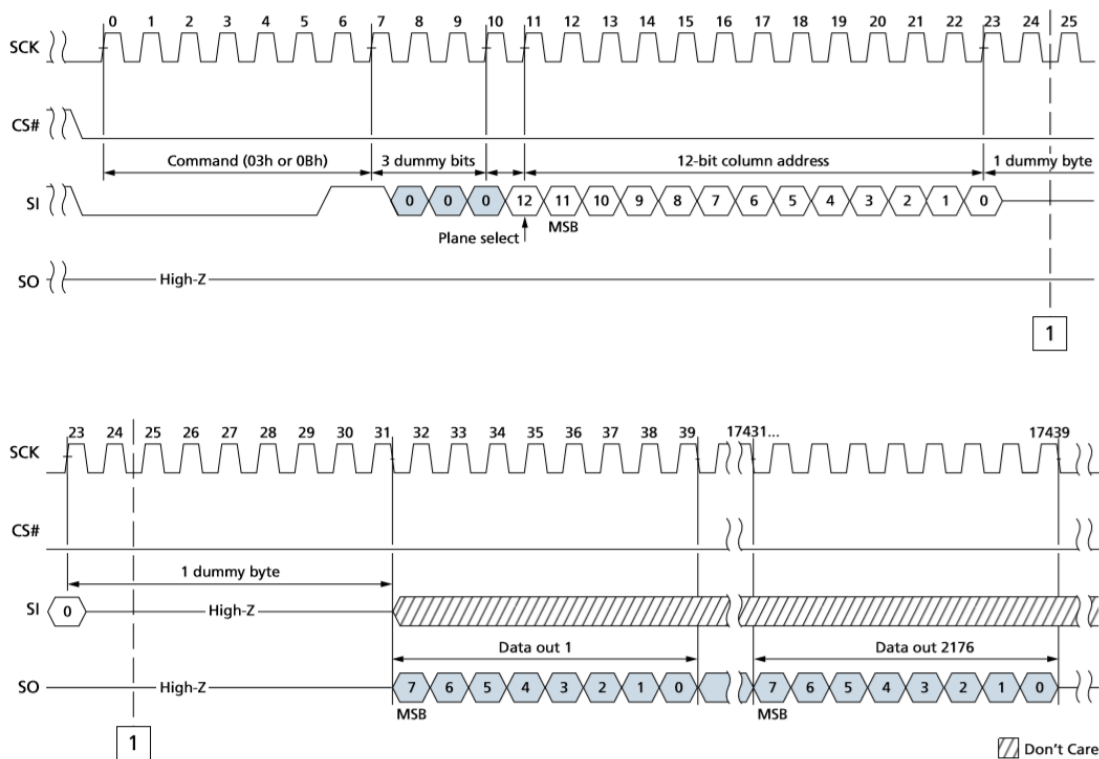 0 1 2 3 4 5 6 7 8 9 10 11 12 13 14 15 16 17 18 19 20 21 22 23 24 25
SCK
CS#
Command (03h or 0Bh) 3 dummy bits 12-bit column address 1 dummy byte
SI 0 0 0 12 11 10 9 8 7 6 5 4 3 2 1 0
Plane select MSB
SO High-Z
1
23 24 25 26 27 28 29 30 31 32 33 34 35 36 37 38 39 17431... 17439
SCK
CS#
1 dummy byte
SI 0 High-Z
Data out 1 Data out 2176
SO High-Z 7 6 5 4 3 2 1 0 7 6 5 4 3 2 1 0
MSB MSB
1
Don't Care